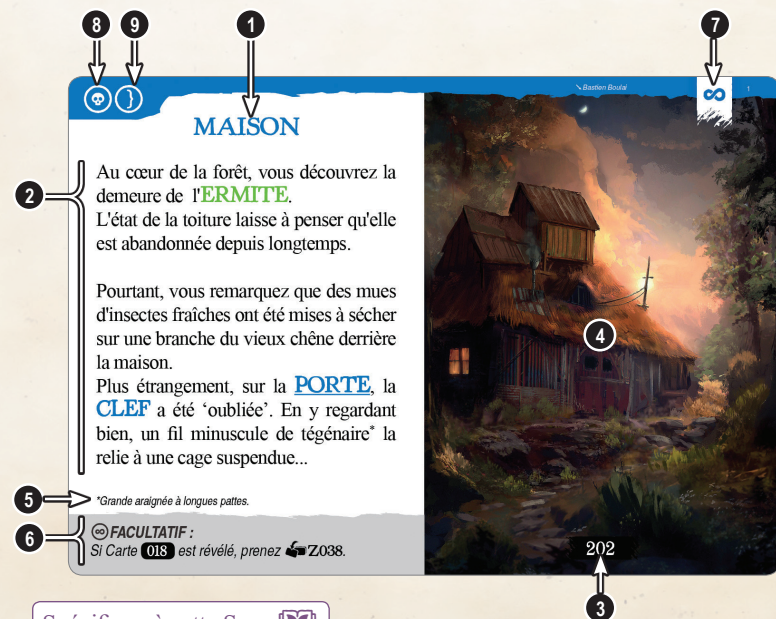 8
9
1
7
Bastien Boulai
1
MAISON
2
Au cœur de la forêt, vous découvrez la
demeure de l'ERMITE.
L'état de la toiture laisse à penser qu'elle
est abandonnée depuis longtemps.
Pourtant, vous remarquez que des mues
d'insectes fraîches ont été mises à sécher
sur une branche du vieux chêne derrière
la maison.
Plus étrangement, sur la PORTE, la
CLEF a été ‘oubliée’. En y regardant
bien, un fil minuscule de tégénaire* la
relie à une cage suspendue...
4
5
*Grande araignée à longues pattes.
6
FACULTATIF :
Si Carte 018 est révélé, prenez Z038.
202
3